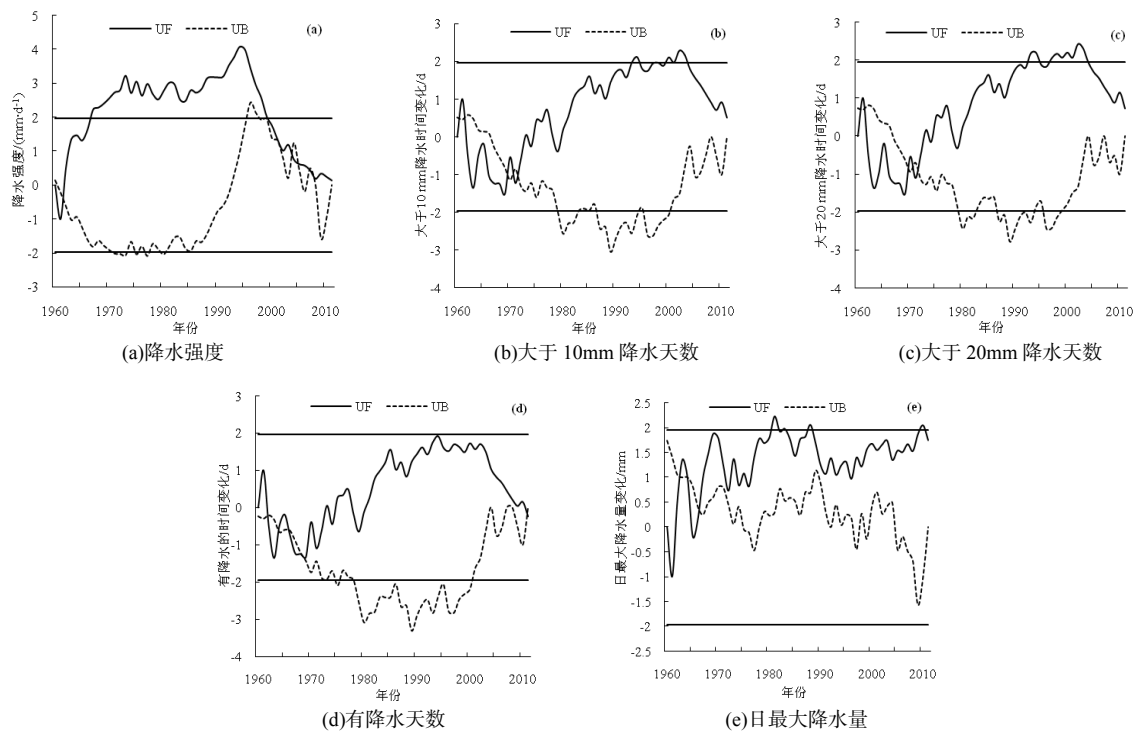 5
4
3
2
1
0
-1
-2
-3
UF
UB
(a)
降水强度/(mm·d⁻¹)
1960 1970 1980 1990 2000 2010
年份
(a)降水强度
3
2
1
0
-1
-2
-3
-4
UF
UB
(b)
大于10 mm降水时间变化/d
1960 1970 1980 1990 2000 2010
年份
(b)大于 10mm 降水天数
3
2
1
0
-1
-2
-3
-4
UF
UB
(c)
大于20 mm降水时间变化/d
1960 1970 1980 1990 2000 2010
年份
(c)大于 20mm 降水天数
3
2
1
0
-1
-2
-3
-4
UF
UB
(d)
有降水的时间变化/d
1960 1970 1980 1990 2000 2010
年份
(d)有降水天数
2.5
2
1.5
1
0.5
0
-0.5
-1
-1.5
-2
-2.5
UF
UB
(e)
日最大降水量变化/mm
1960 1970 1980 1990 2000 2010
年份
(e)日最大降水量